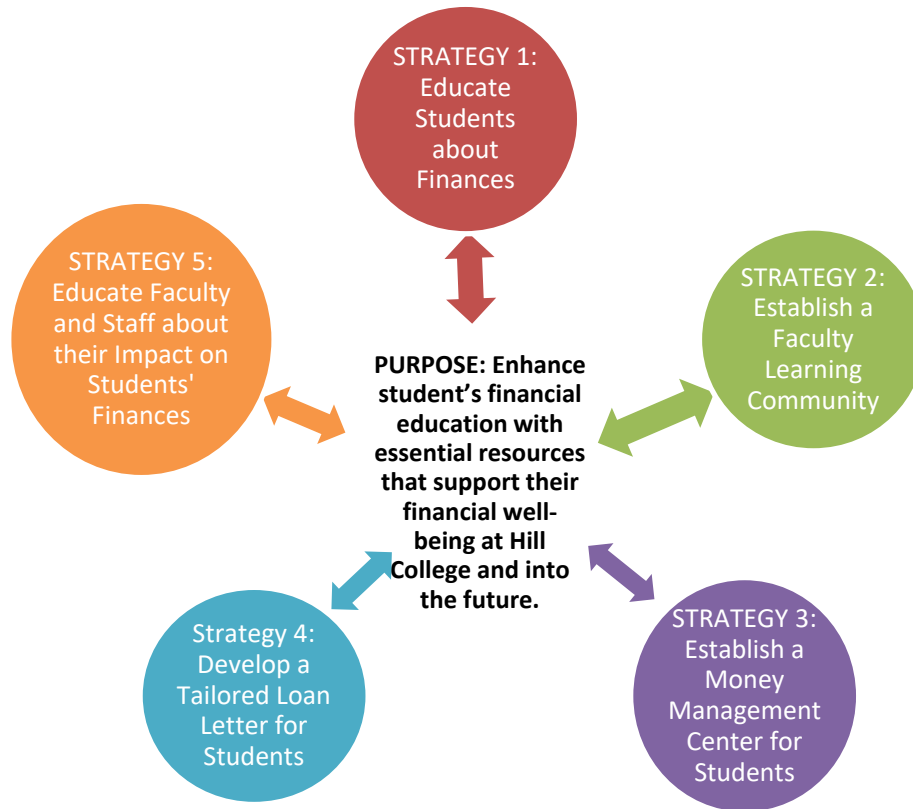 STRATEGY 1:
Educate
Students
about
Finances
STRATEGY 5:
Educate Faculty
and Staff about
their Impact on
Students'
Finances
STRATEGY 2:
Establish a
Faculty
Learning
Community
PURPOSE: Enhance
student’s financial
education with
essential resources
that support their
financial well-
being at Hill
College and into
the future.
Strategy 4:
Develop a
Tailored Loan
Letter for
Students
STRATEGY 3:
Establish a
Money
Management
Center for
Students